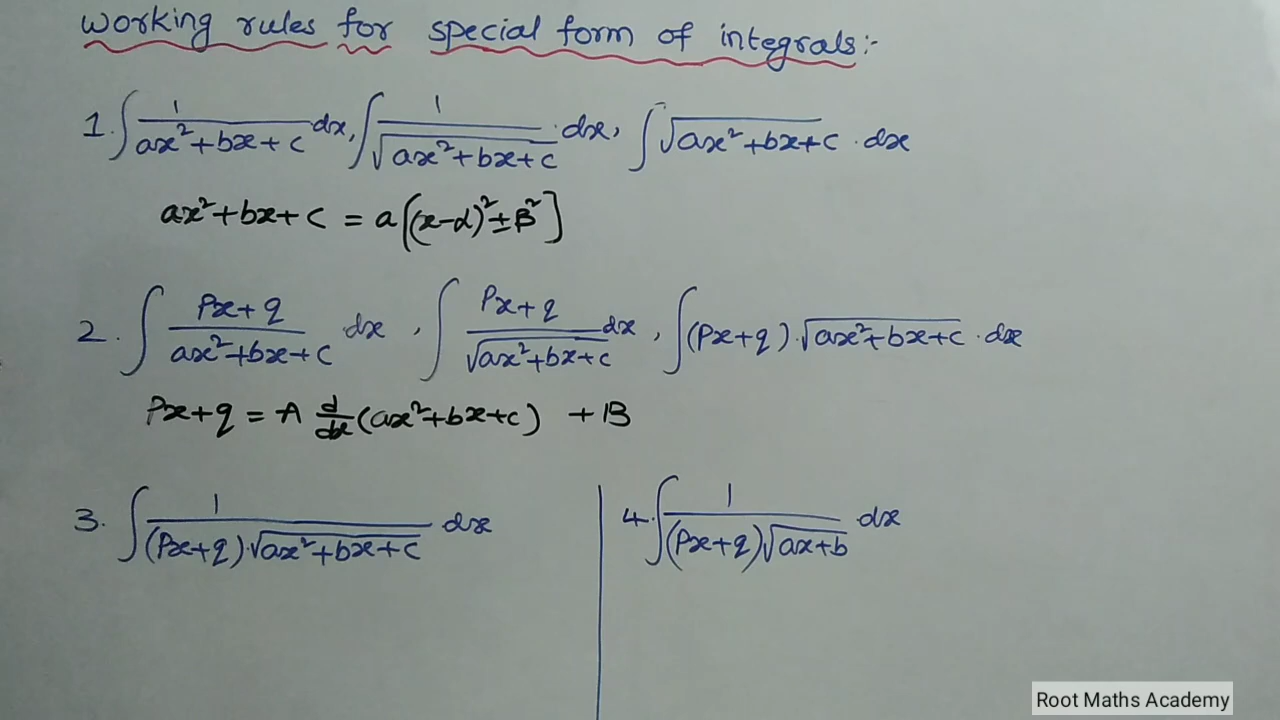 working rules for special form of integrals:-
1. ∫ 1/(ax²+bx+c) dx, ∫ 1/√(ax²+bx+c) dx, ∫ √(ax²+bx+c) . dx
ax²+bx+c = a[(x-α)² ± β²]
2. ∫ (Px+q)/(ax²+bx+c) dx , ∫ (Px+q)/√(ax²+bx+c) dx , ∫ (Px+q) . √(ax²+bx+c) . dx
Px+q = A d/dx (ax²+bx+c) + B
3. ∫ 1/((Px+q) . √(ax²+bx+c)) dx
4. ∫ 1/((Px+q) √(ax+b)) dx
Root Maths Academy